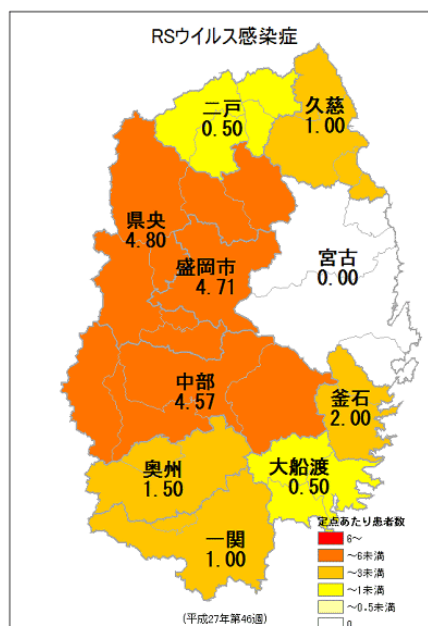 RSウイルス感染症
二戸
0.50
久慈
1.00
県央
4.80
盛岡市
4.71
宮古
0.00
中部
4.57
釜石
2.00
奥州
1.50
大船渡
0.50
一関
1.00
定点あたり患者数
6～
～6未満
～3未満
～1未満
～0.5未満
0
(平成27年第46週)